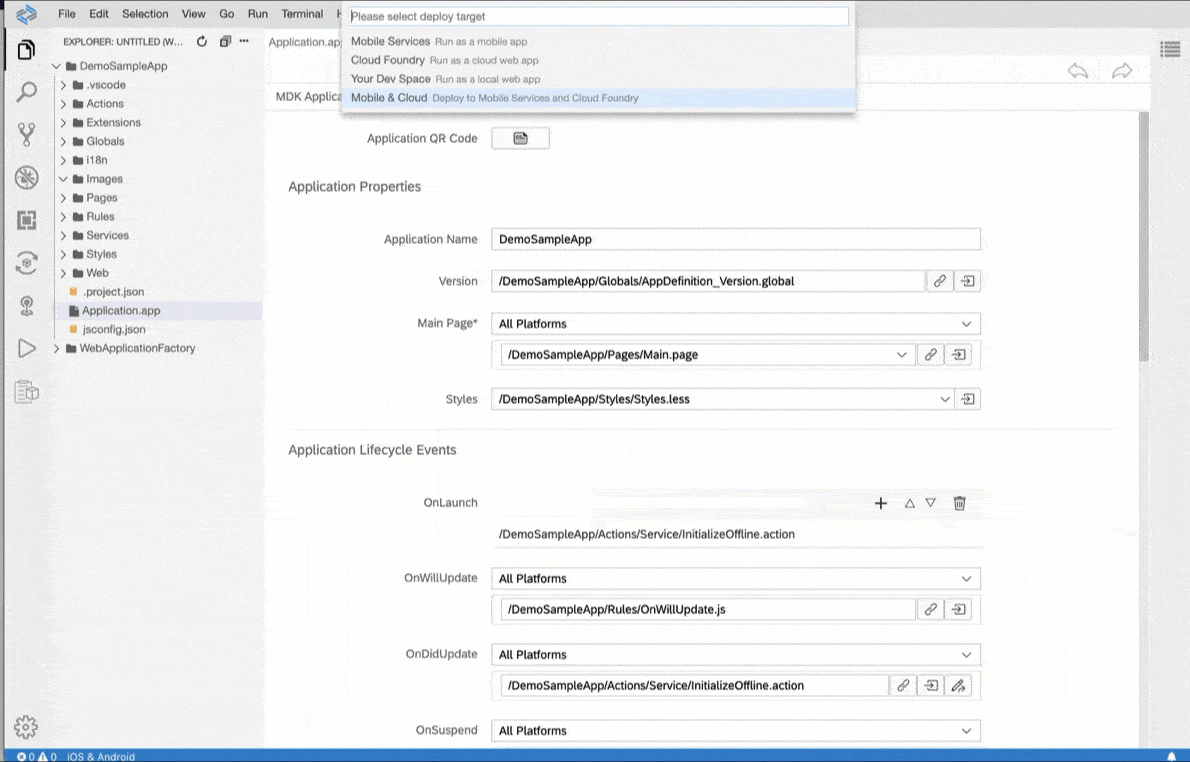 File Edit Selection View Go Run Terminal
Please select deploy target
Mobile Services Run as a mobile app
Cloud Foundry Run as a cloud web app
Your Dev Space Run as a local web app
Mobile & Cloud Deploy to Mobile Services and Cloud Foundry
EXPLORER: UNTITLED (W...
DemoSampleApp
.vscode
Actions
Extensions
Globals
i18n
Images
Pages
Rules
Services
Styles
Web
.project.json
Application.app
jsconfig.json
WebApplicationFactory
Application.ap
MDK Applica
Application QR Code
Application Properties
Application Name DemoSampleApp
Version /DemoSampleApp/Globals/AppDefinition_Version.global
Main Page* All Platforms
/DemoSampleApp/Pages/Main.page
Styles /DemoSampleApp/Styles/Styles.less
Application Lifecycle Events
OnLaunch
/DemoSampleApp/Actions/Service/InitializeOffline.action
OnWillUpdate All Platforms
/DemoSampleApp/Rules/OnWillUpdate.js
OnDidUpdate All Platforms
/DemoSampleApp/Actions/Service/InitializeOffline.action
OnSuspend All Platforms
0 0 iOS & Android